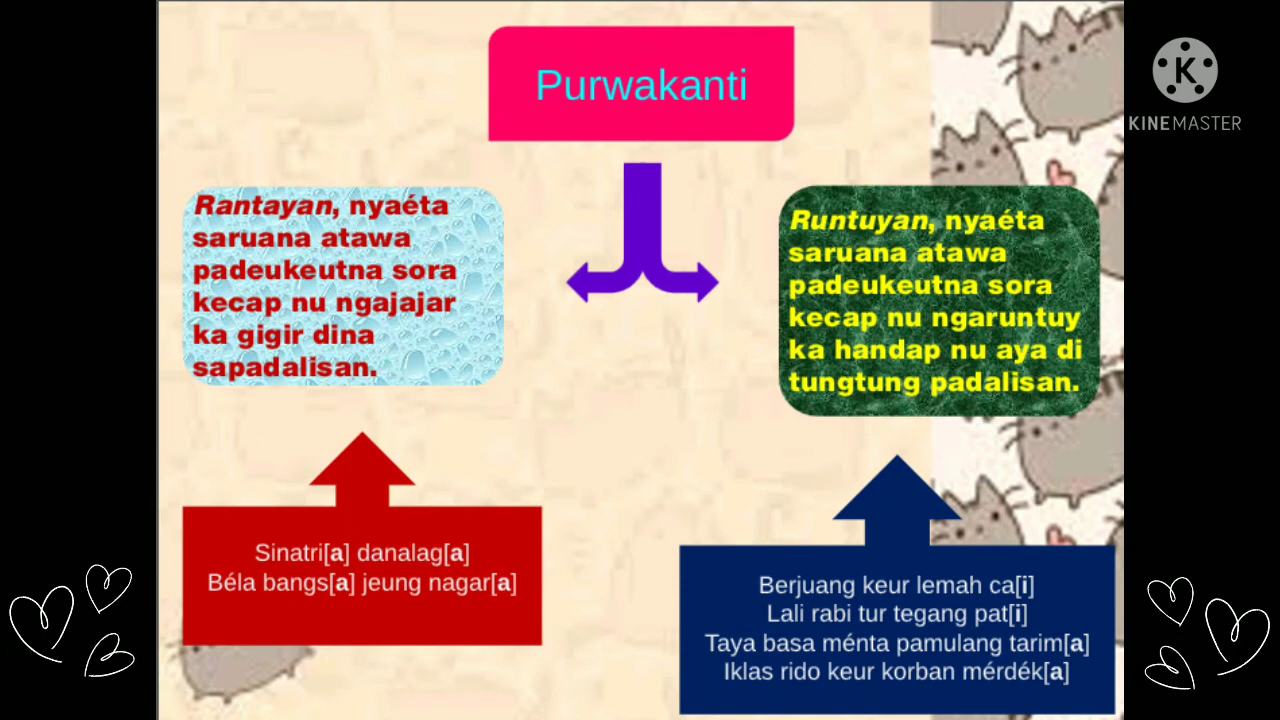 Purwakanti
KINEMASTER
Rantayan, nyaéta
saruana atawa
padeukeutna sora
kecap nu ngajajar
ka gigir dina
sapadalisan.
Runtuyan, nyaéta
saruana atawa
padeukeutna sora
kecap nu ngaruntuy
ka handap nu aya di
tungtung padalisan.
Sinatri[a] danalag[a]
Béla bangs[a] jeung nagar[a]
Berjuang keur lemah ca[i]
Lali rabi tur tegang pat[i]
Taya basa ménta pamulang tarim[a]
Iklas rido keur korban mérdék[a]